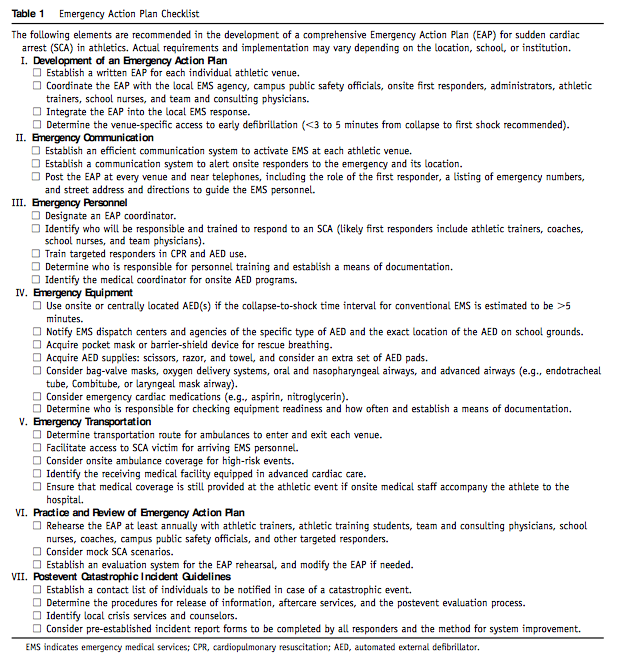 Table 1 Emergency Action Plan Checklist
The following elements are recommended in the development of a comprehensive Emergency Action Plan (EAP) for sudden cardiac
arrest (SCA) in athletics. Actual requirements and implementation may vary depending on the location, school, or institution.
I. Development of an Emergency Action Plan
☐ Establish a written EAP for each individual athletic venue.
☐ Coordinate the EAP with the local EMS agency, campus public safety officials, onsite first responders, administrators, athletic
trainers, school nurses, and team and consulting physicians.
☐ Integrate the EAP into the local EMS response.
☐ Determine the venue-specific access to early defibrillation (<3 to 5 minutes from collapse to first shock recommended).
II. Emergency Communication
☐ Establish an efficient communication system to activate EMS at each athletic venue.
☐ Establish a communication system to alert onsite responders to the emergency and its location.
☐ Post the EAP at every venue and near telephones, including the role of the first responder, a listing of emergency numbers,
and street address and directions to guide the EMS personnel.
III. Emergency Personnel
☐ Designate an EAP coordinator.
☐ Identify who will be responsible and trained to respond to an SCA (likely first responders include athletic trainers, coaches,
school nurses, and team physicians).
☐ Train targeted responders in CPR and AED use.
☐ Determine who is responsible for personnel training and establish a means of documentation.
☐ Identify the medical coordinator for onsite AED programs.
IV. Emergency Equipment
☐ Use onsite or centrally located AED(s) if the collapse-to-shock time interval for conventional EMS is estimated to be >5
minutes.
☐ Notify EMS dispatch centers and agencies of the specific type of AED and the exact location of the AED on school grounds.
☐ Acquire pocket mask or barrier-shield device for rescue breathing.
☐ Acquire AED supplies: scissors, razor, and towel, and consider an extra set of AED pads.
☐ Consider bag-valve masks, oxygen delivery systems, oral and nasopharyngeal airways, and advanced airways (e.g., endotracheal
tube, Combitube, or laryngeal mask airway).
☐ Consider emergency cardiac medications (e.g., aspirin, nitroglycerin).
☐ Determine who is responsible for checking equipment readiness and how often and establish a means of documentation.
V. Emergency Transportation
☐ Determine transportation route for ambulances to enter and exit each venue.
☐ Facilitate access to SCA victim for arriving EMS personnel.
☐ Consider onsite ambulance coverage for high-risk events.
☐ Identify the receiving medical facility equipped in advanced cardiac care.
☐ Ensure that medical coverage is still provided at the athletic event if onsite medical staff accompany the athlete to the
hospital.
VI. Practice and Review of Emergency Action Plan
☐ Rehearse the EAP at least annually with athletic trainers, athletic training students, team and consulting physicians, school
nurses, coaches, campus public safety officials, and other targeted responders.
☐ Consider mock SCA scenarios.
☐ Establish an evaluation system for the EAP rehearsal, and modify the EAP if needed.
VII. Postevent Catastrophic Incident Guidelines
☐ Establish a contact list of individuals to be notified in case of a catastrophic event.
☐ Determine the procedures for release of information, aftercare services, and the postevent evaluation process.
☐ Identify local crisis services and counselors.
☐ Consider pre-established incident report forms to be completed by all responders and the method for system improvement.
EMS indicates emergency medical services; CPR, cardiopulmonary resuscitation; AED, automated external defibrillator.